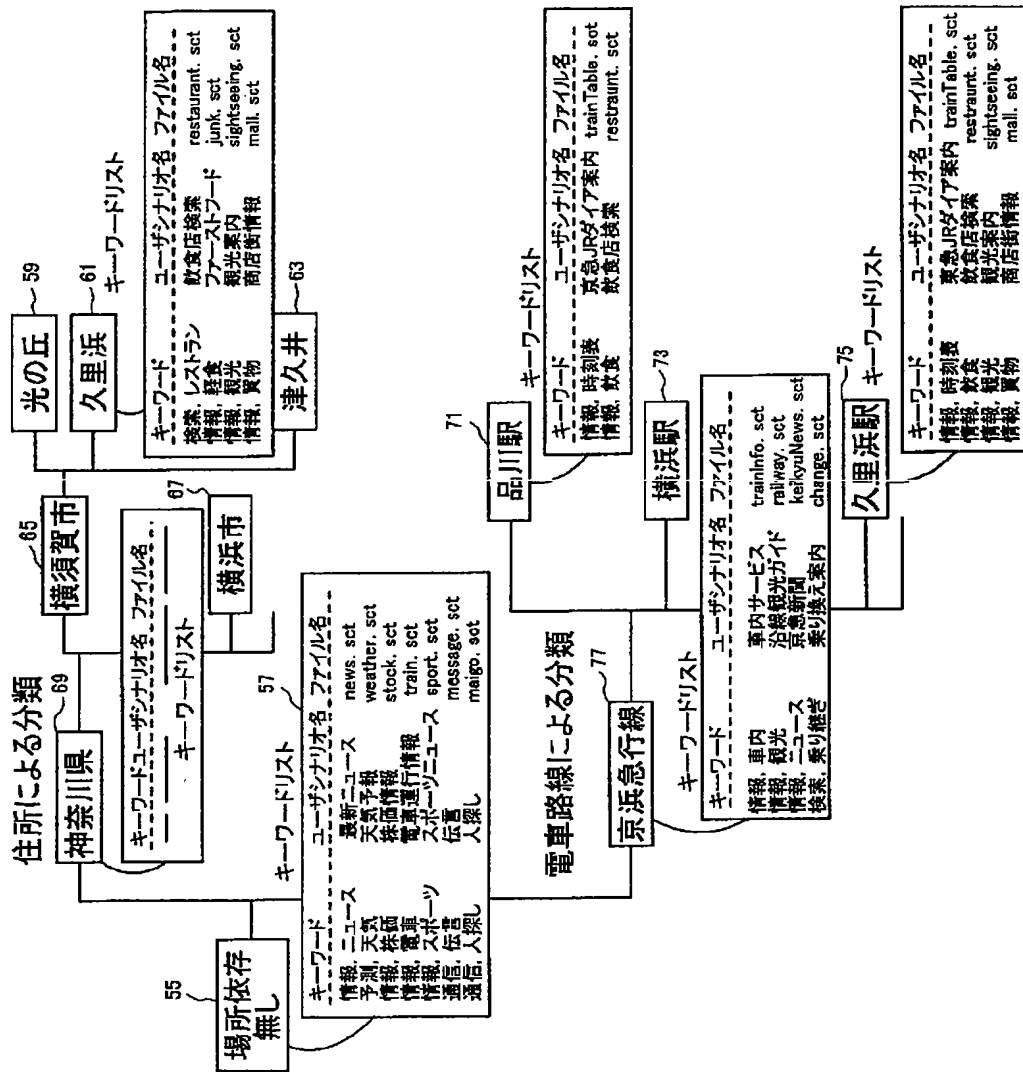 住所による分類
場所依存
無し
55
キーワードリスト
57
キーワード ユーザシナリオ名 ファイル名
情報, ニュース 最新ニュース news. sct
予測, 天気 天気予報 weather. sct
情報, 株価 株価情報 stock. sct
情報, 電車 電車運行情報 train. sct
情報, スポーツ スポーツニュース sport. sct
通信, 伝言 伝言 message. sct
通信, 人探し 人探し maigo. sct
神奈川県
69
キーワードユーザシナリオ名 ファイル名
キーワードリスト
横須賀市
65
横浜市
67
光の丘
59
久里浜
61
キーワードリスト
キーワード ユーザシナリオ名 ファイル名
検索, レストラン 飲食店検索 restaurant. sct
情報, 軽食 ファーストフード junk. sct
情報, 観光 観光案内 sightseeing. sct
情報, 買物 商店街情報 mall. sct
津久井
63
電車路線による分類
京浜急行線
77
キーワードリスト
キーワード ユーザシナリオ名 ファイル名
情報, 車内 車内サービス trainInfo. sct
情報, 観光 沿線観光ガイド railway. sct
情報, ニュース 京急新聞 keikyuNews. sct
検索, 乗り継ぎ 乗り換え案内 change. sct
品川駅
71
キーワードリスト
キーワード ユーザシナリオ名 ファイル名
情報, 時刻表 京急JRダイア案内 trainTable. sct
情報, 飲食 飲食店検索 restraunt. sct
横浜駅
73
久里浜駅
75
キーワードリスト
キーワード ユーザシナリオ名 ファイル名
情報, 時刻表 東急JRダイア案内 trainTable. sct
情報, 飲食 飲食店検索 restraunt. sct
情報, 観光 観光案内 sightseeing. sct
情報, 買物 商店街情報 mall. sct